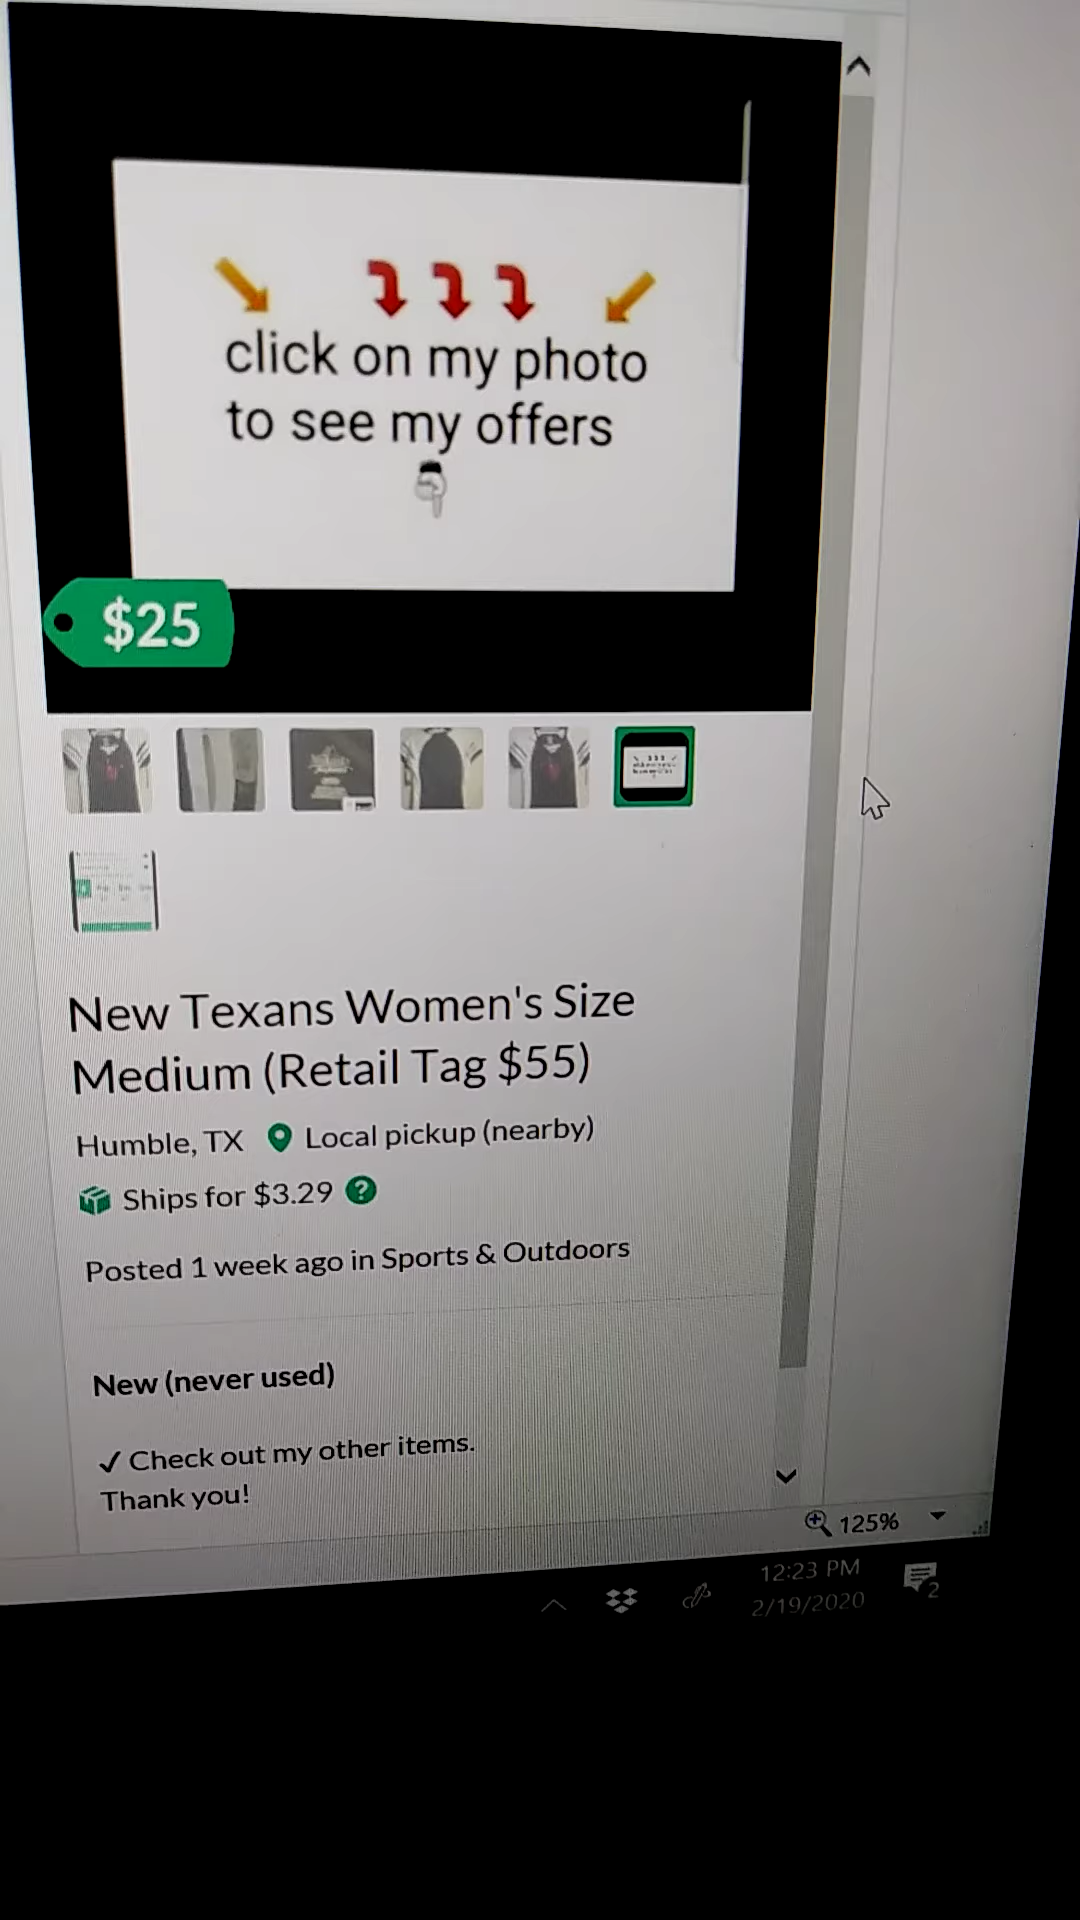 click on my photo
to see my offers
$25
New Texans Women's Size
Medium (Retail Tag $55)
Humble, TX Local pickup (nearby)
Ships for $3.29 ?
Posted 1 week ago in Sports & Outdoors
New (never used)
✓ Check out my other items.
Thank you!
125%
12:23 PM
2/19/2020
2